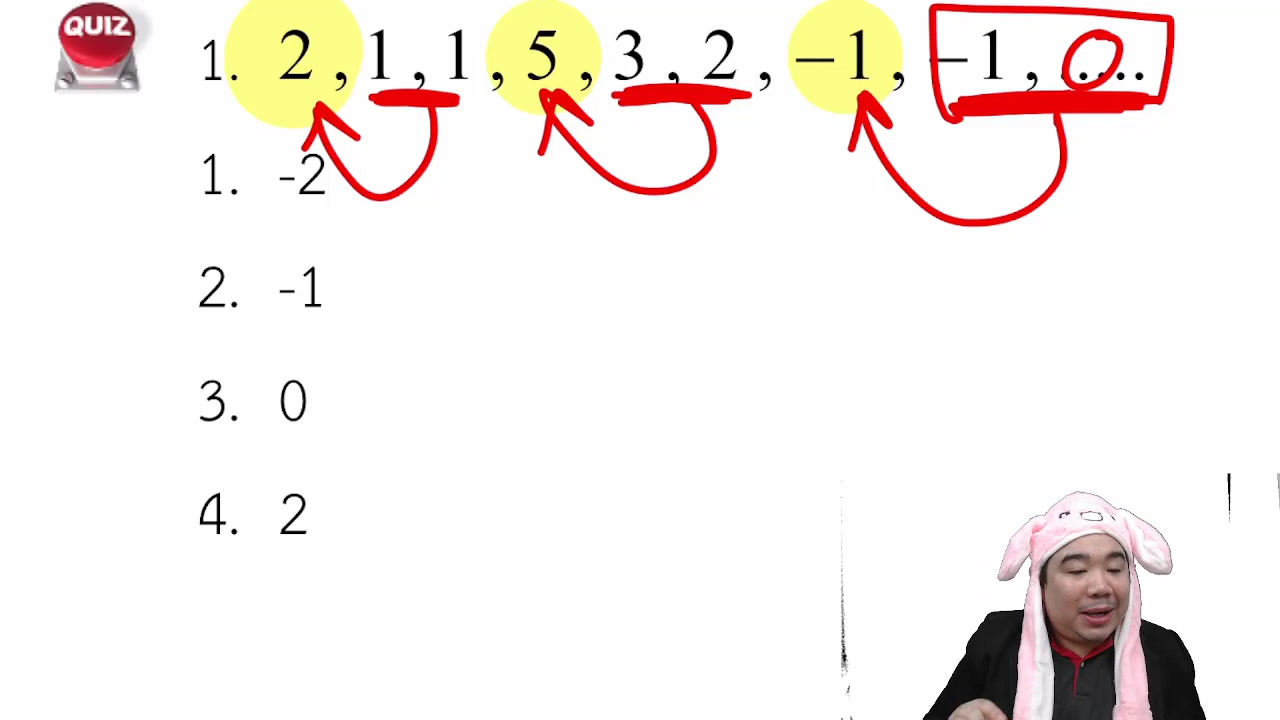 QUIZ
1. 2 , 1 , 1 , 5 , 3 , 2 , −1 , −1 , ..0...
1. -2
2. -1
3. 0
4. 2